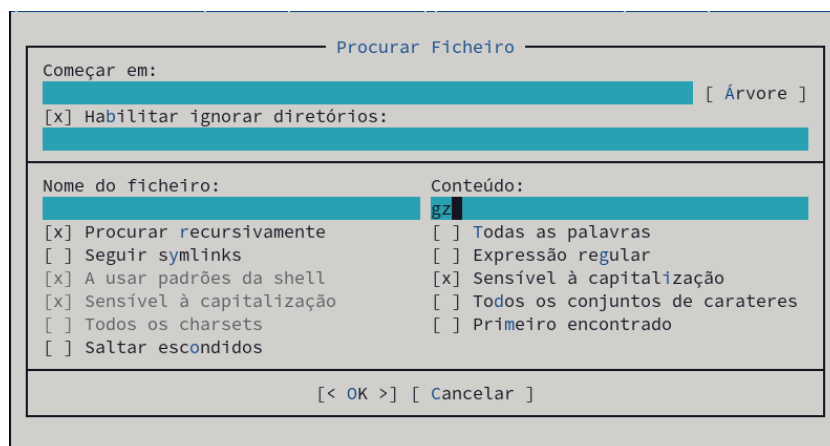 Procurar Ficheiro
Começar em:
[ Árvore ]
[x] Habilitar ignorar diretórios:
Nome do ficheiro:
[x] Procurar recursivamente
[ ] Seguir symlinks
[x] A usar padrões da shell
[x] Sensível à capitalização
[ ] Todos os charsets
[ ] Saltar escondidos
Conteúdo:
gz
[ ] Todas as palavras
[ ] Expressão regular
[x] Sensível à capitalização
[ ] Todos os conjuntos de carateres
[ ] Primeiro encontrado
[< OK >] [ Cancelar ]